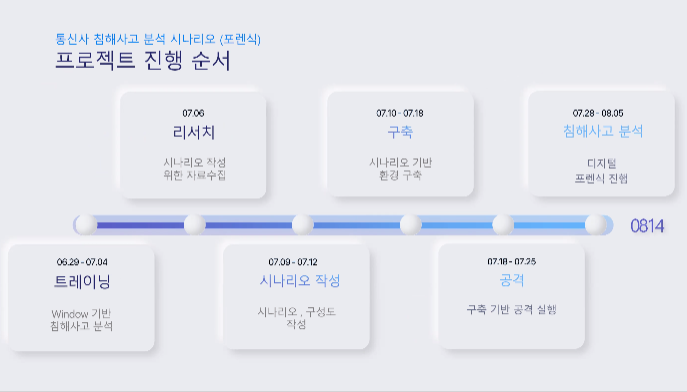 통신사 침해사고 분석 시나리오 (포렌식)
프로젝트 진행 순서
07.06
리서치
시나리오 작성
위한 자료수집
07.10 - 07.18
구축
시나리오 기반
환경 구축
07.28 - 08.05
침해사고 분석
디지털
프렌식 진행
0814
06.29 - 07.04
트레이닝
Window 기반
침해사고 분석
07.09 - 07.12
시나리오 작성
시나리오 , 구성도
작성
07.18 - 07.25
공격
구축 기반 공격 실행